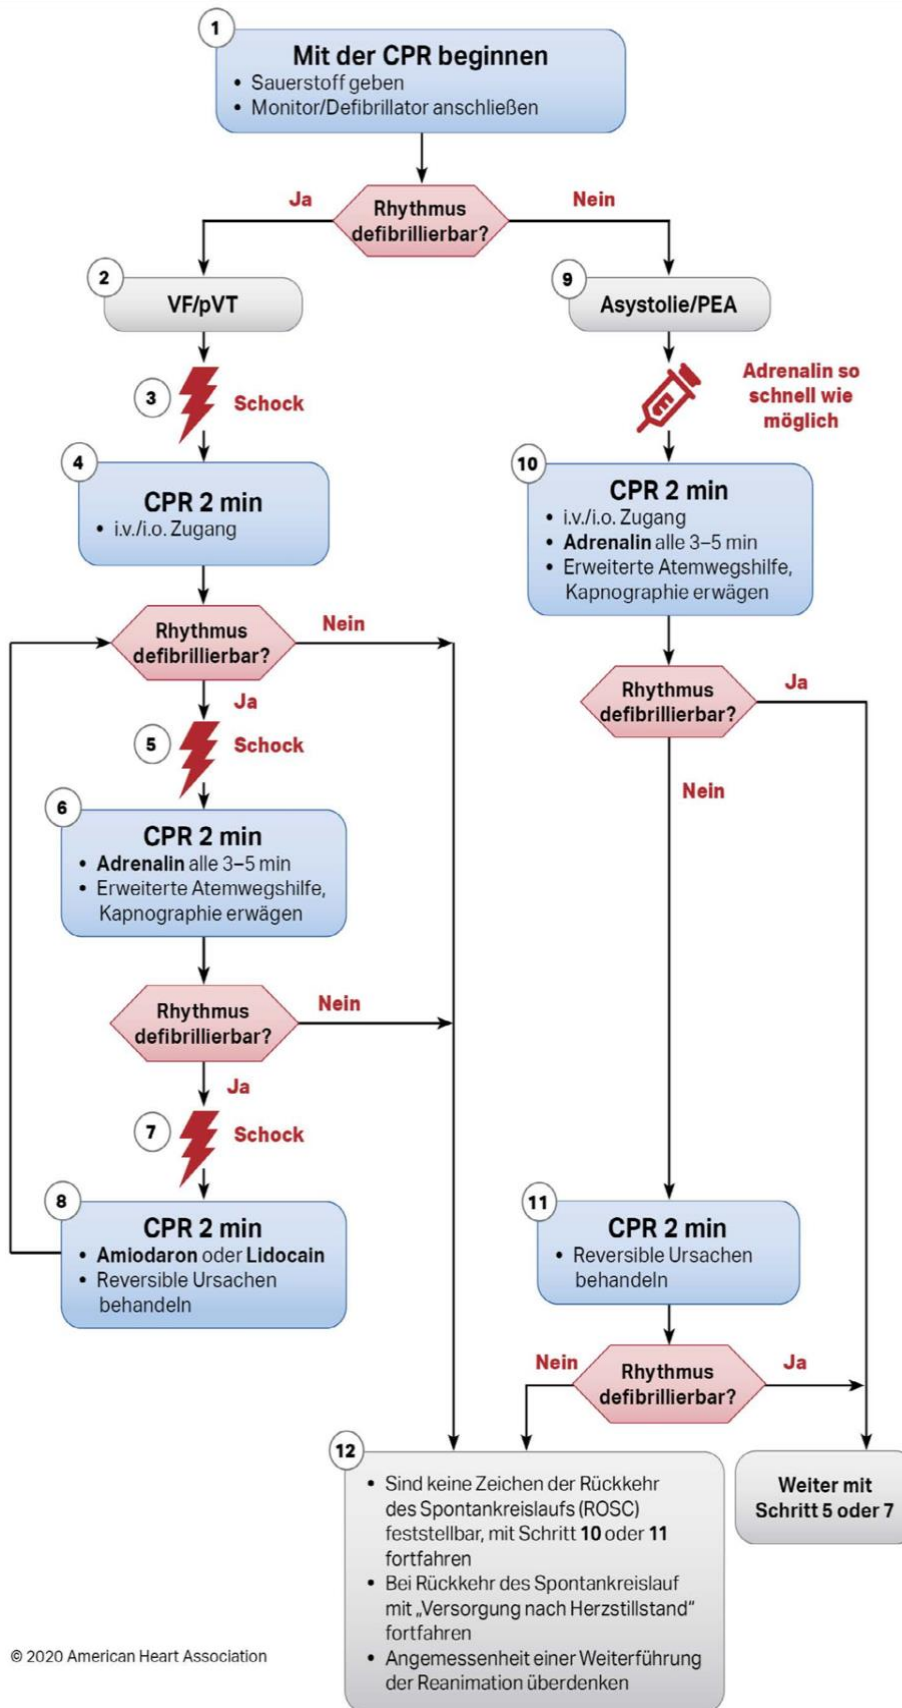 1
Mit der CPR beginnen
• Sauerstoff geben
• Monitor/Defibrillator anschließen
Rhythmus
defibrillierbar?
Ja
Nein
2
VF/pVT
3
Schock
4
CPR 2 min
• i.v./i.o. Zugang
Rhythmus
defibrillierbar?
Nein
Ja
5
Schock
6
CPR 2 min
• Adrenalin alle 3–5 min
• Erweiterte Atemwegshilfe,
Kapnographie erwägen
Rhythmus
defibrillierbar?
Nein
Ja
7
Schock
8
CPR 2 min
• Amiodaron oder Lidocain
• Reversible Ursachen
behandeln
9
Asystolie/PEA
Adrenalin so
schnell wie
möglich
10
CPR 2 min
• i.v./i.o. Zugang
• Adrenalin alle 3–5 min
• Erweiterte Atemwegshilfe,
Kapnographie erwägen
Rhythmus
defibrillierbar?
Ja
Nein
11
CPR 2 min
• Reversible Ursachen
behandeln
Nein
Rhythmus
defibrillierbar?
Ja
12
• Sind keine Zeichen der Rückkehr
des Spontankreislaufs (ROSC)
feststellbar, mit Schritt 10 oder 11
fortfahren
• Bei Rückkehr des Spontankreislauf
mit „Versorgung nach Herzstillstand“
fortfahren
• Angemessenheit einer Weiterführung
der Reanimation überdenken
Weiter mit
Schritt 5 oder 7
© 2020 American Heart Association